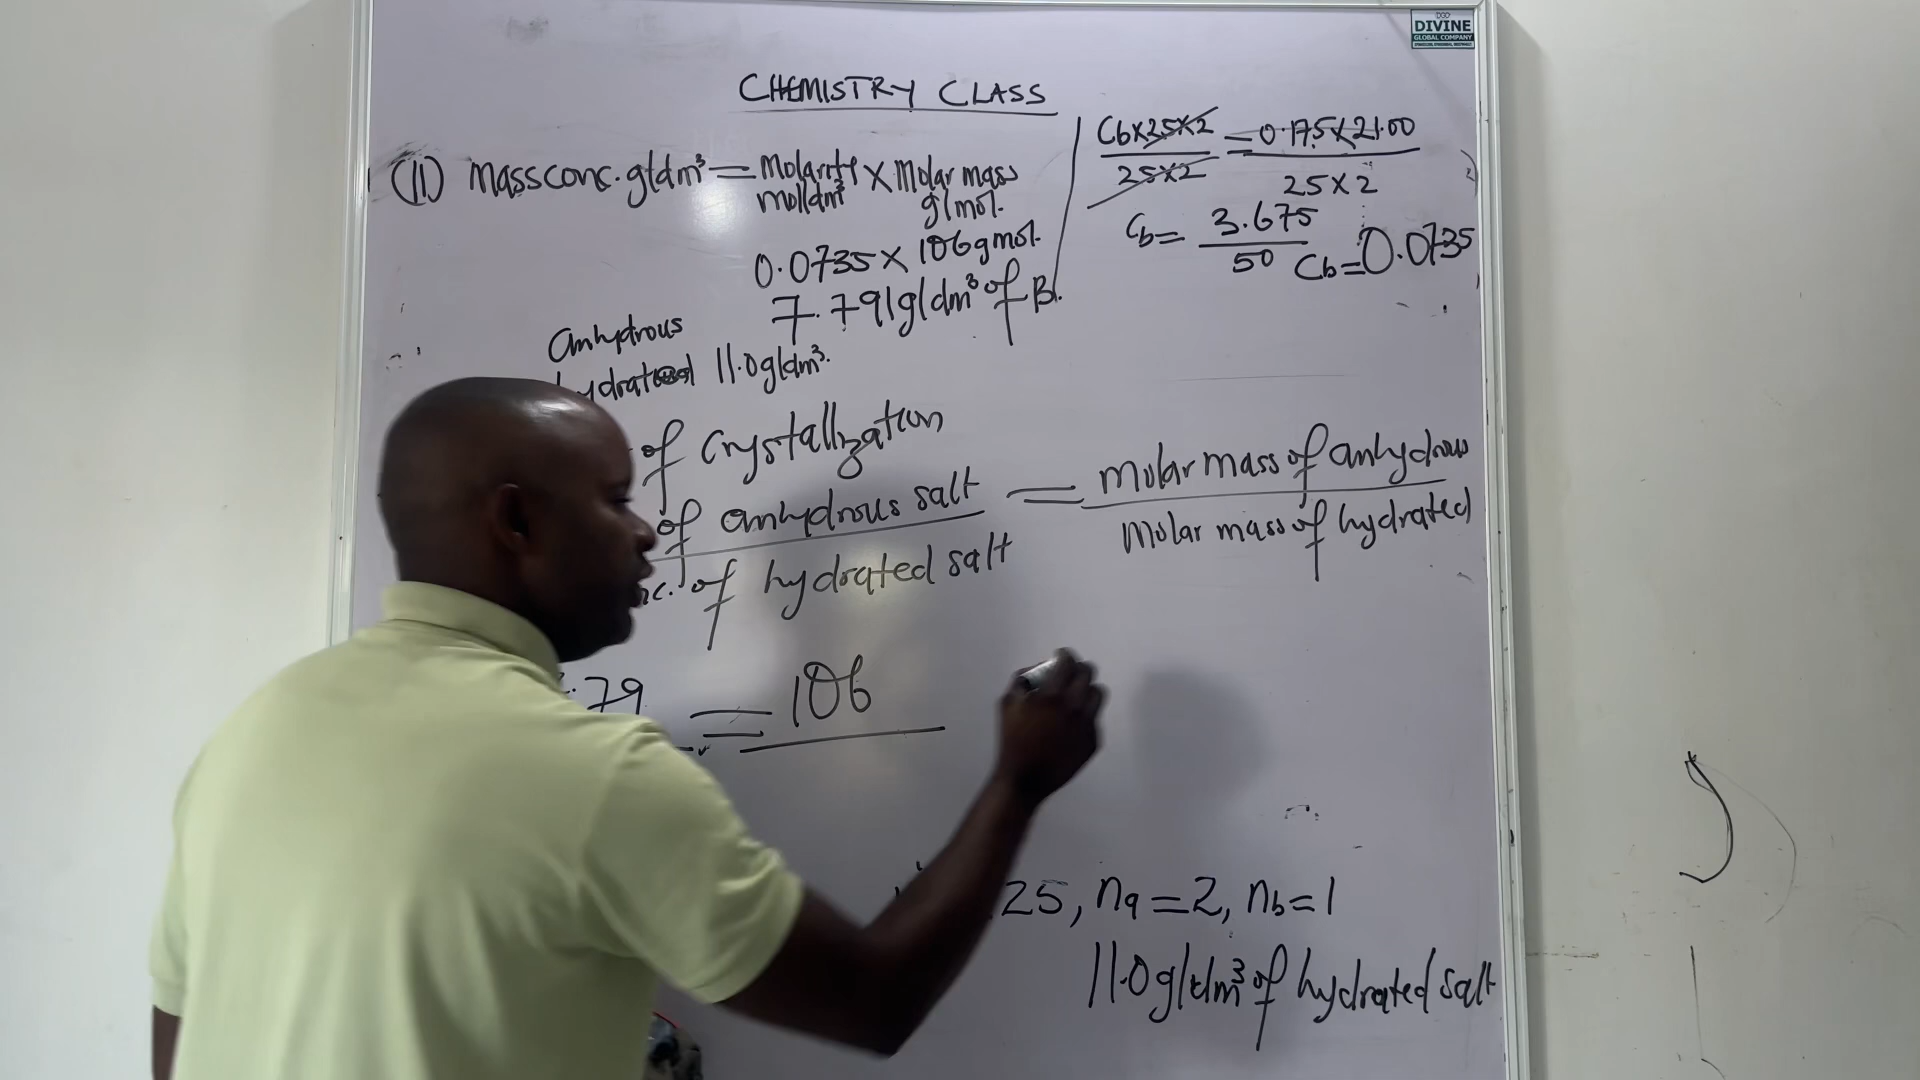 DIVINE
GLOBAL COMPANY
CHEMISTRY CLASS
(II) Mass conc. g/dm³ = Molarity mol/dm³ × Molar mass g/mol.
0.0735 × 106 g mol.
7.791 g/dm³ of B.
Cb×25×2 / 25×2 = 0.175×21.00 / 25×2
Cb = 3.675 / 50 Cb = 0.0735
Anhydrous
11.0 g/dm³.
of Crystallization
of anhydrous salt = Molar mass of anhydrous
of hydrated salt Molar mass of hydrated
.79 = 106
25, na = 2, nb = 1
11.0 g/dm³ of hydrated salt